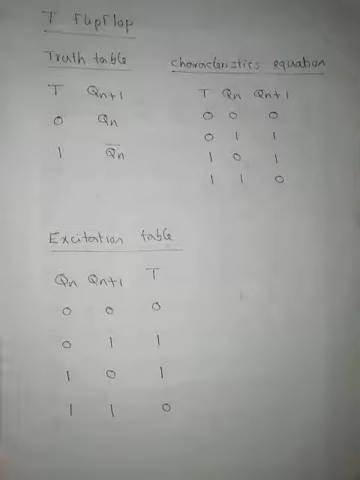 T flipflop
Truth table
T Qn+1
0 Qn
1 Q̅n
characteristics equation
T Qn Qn+1
0 0 0
0 1 1
1 0 1
1 1 0
Excitation table
Qn Qn+1 T
0 0 0
0 1 1
1 0 1
1 1 0